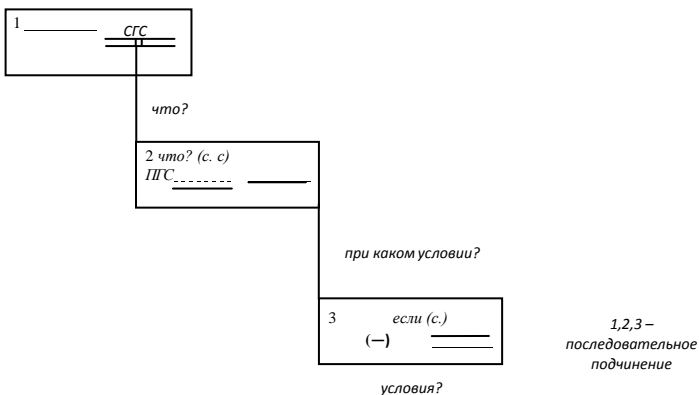 1 СГС
что?
2 что? (с. с)
ПГС
при каком условии?
3 если (с.)
(—)
1,2,3 –
последовательное
подчинение
условия?